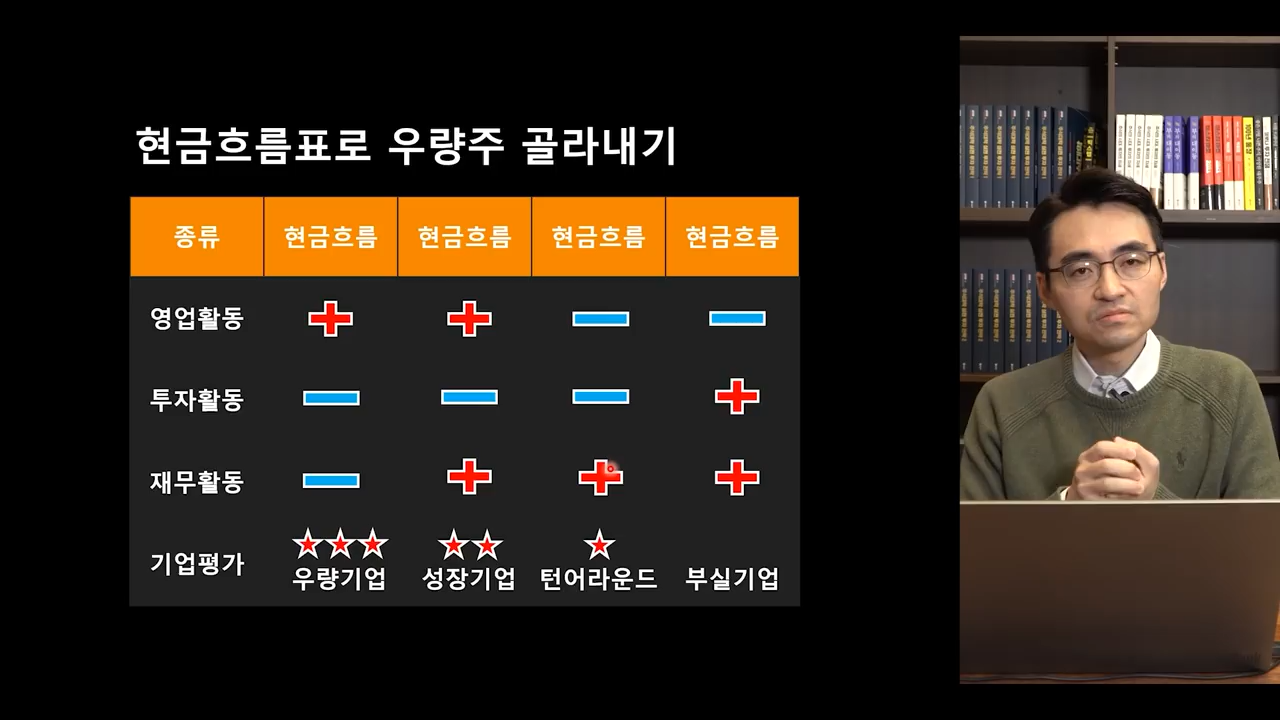 현금흐름표로 우량주 골라내기
종류 현금흐름 현금흐름 현금흐름 현금흐름
영업활동
투자활동
재무활동
기업평가 우량기업 성장기업 턴어라운드 부실기업